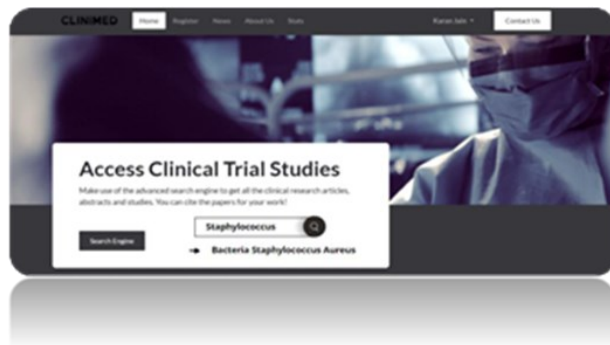 CLINIMED Home Register News About Us Stats Karan Jain Contact Us
Access Clinical Trial Studies
Make use of the advanced search engine to get all the clinical research articles,
abstracts and studies. You can cite the papers for your work!
Staphylococcus
Search Engine
Bacteria Staphylococcus Aureus